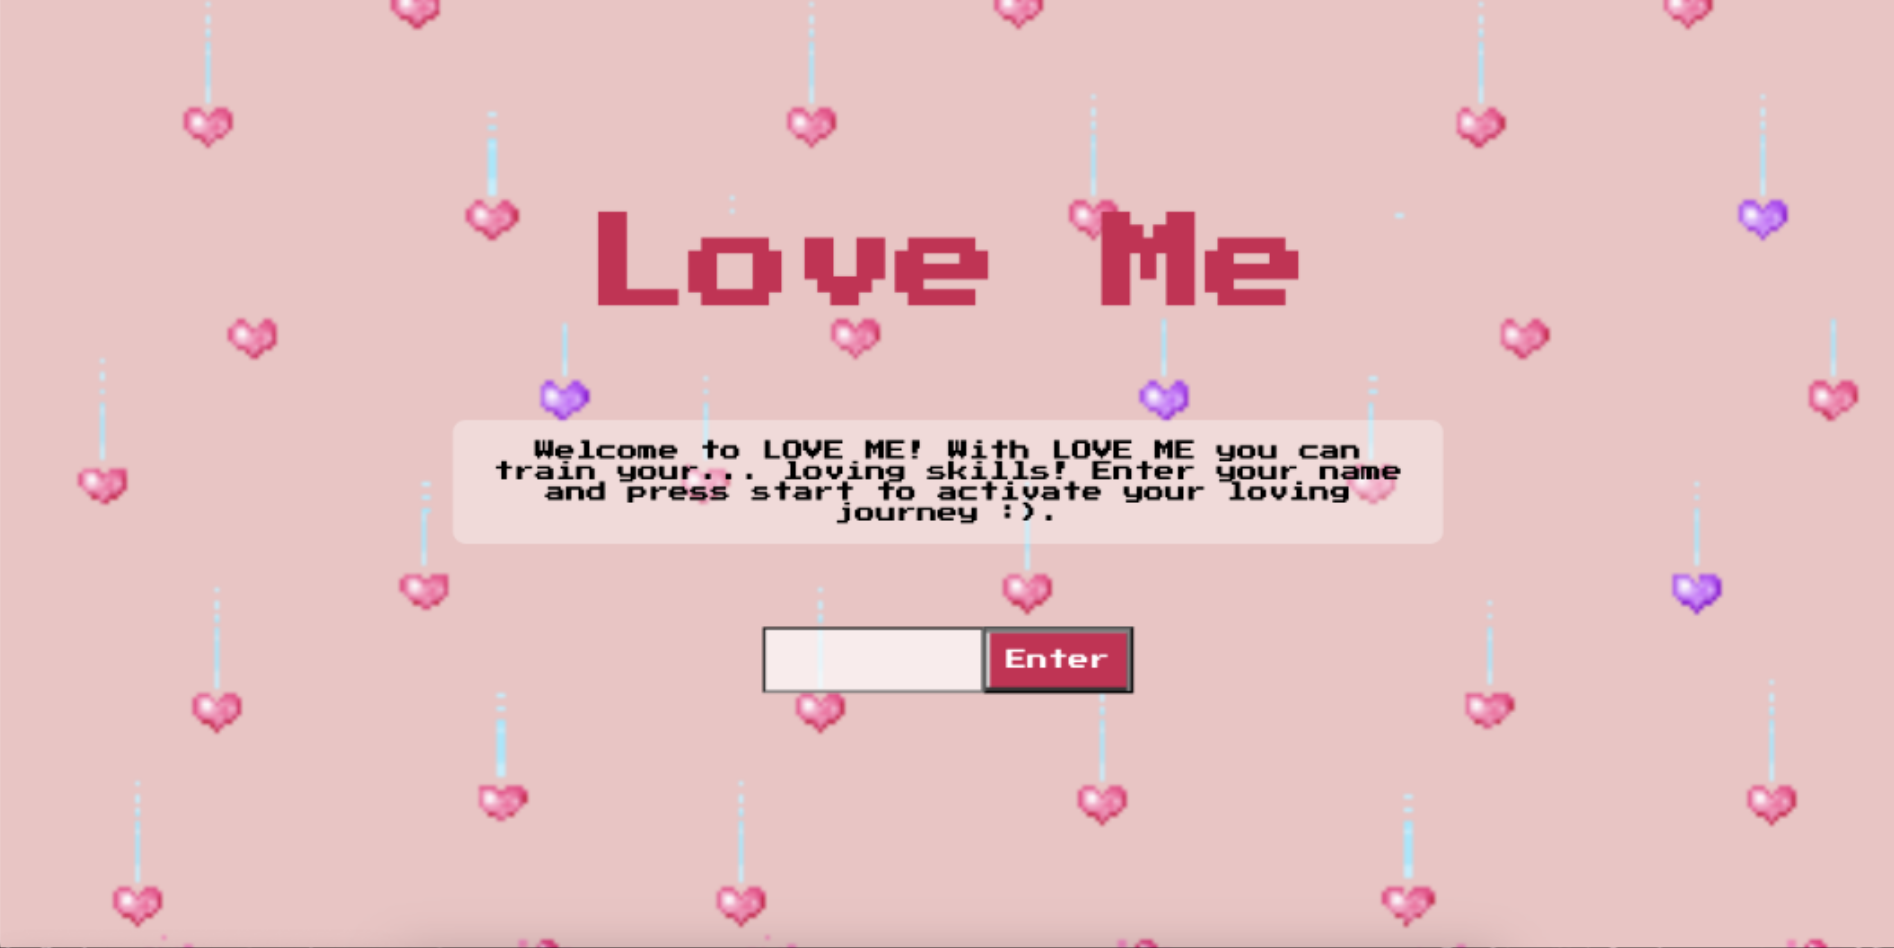 Love Me
Welcome to LOVE ME! With LOVE ME you can
train your... loving skills! Enter your name
and press start to activate your loving
journey :).
Enter